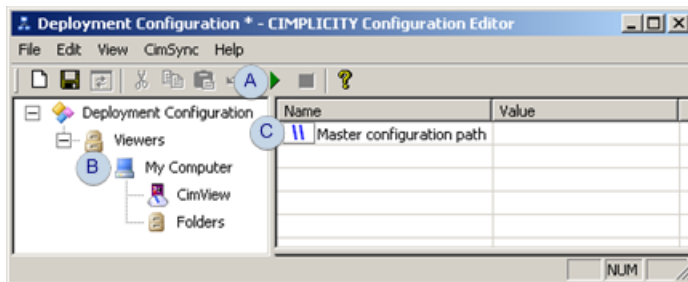 Deployment Configuration * - CIMPLICITY Configuration Editor
File Edit View CimSync Help
A
Deployment Configuration
Name Value
Viewers
C \\ Master configuration path
B My Computer
CimView
Folders
NUM